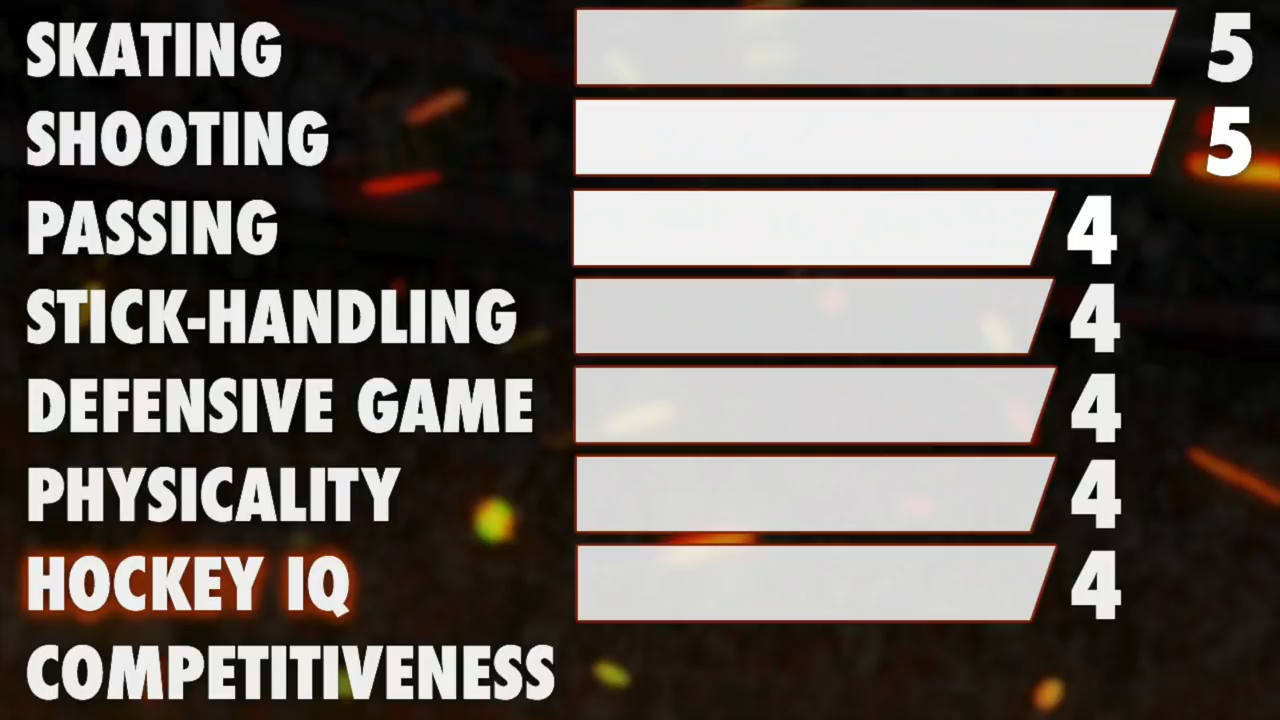 SKATING 5
SHOOTING 5
PASSING 4
STICK-HANDLING 4
DEFENSIVE GAME 4
PHYSICALITY 4
HOCKEY IQ 4
COMPETITIVENESS